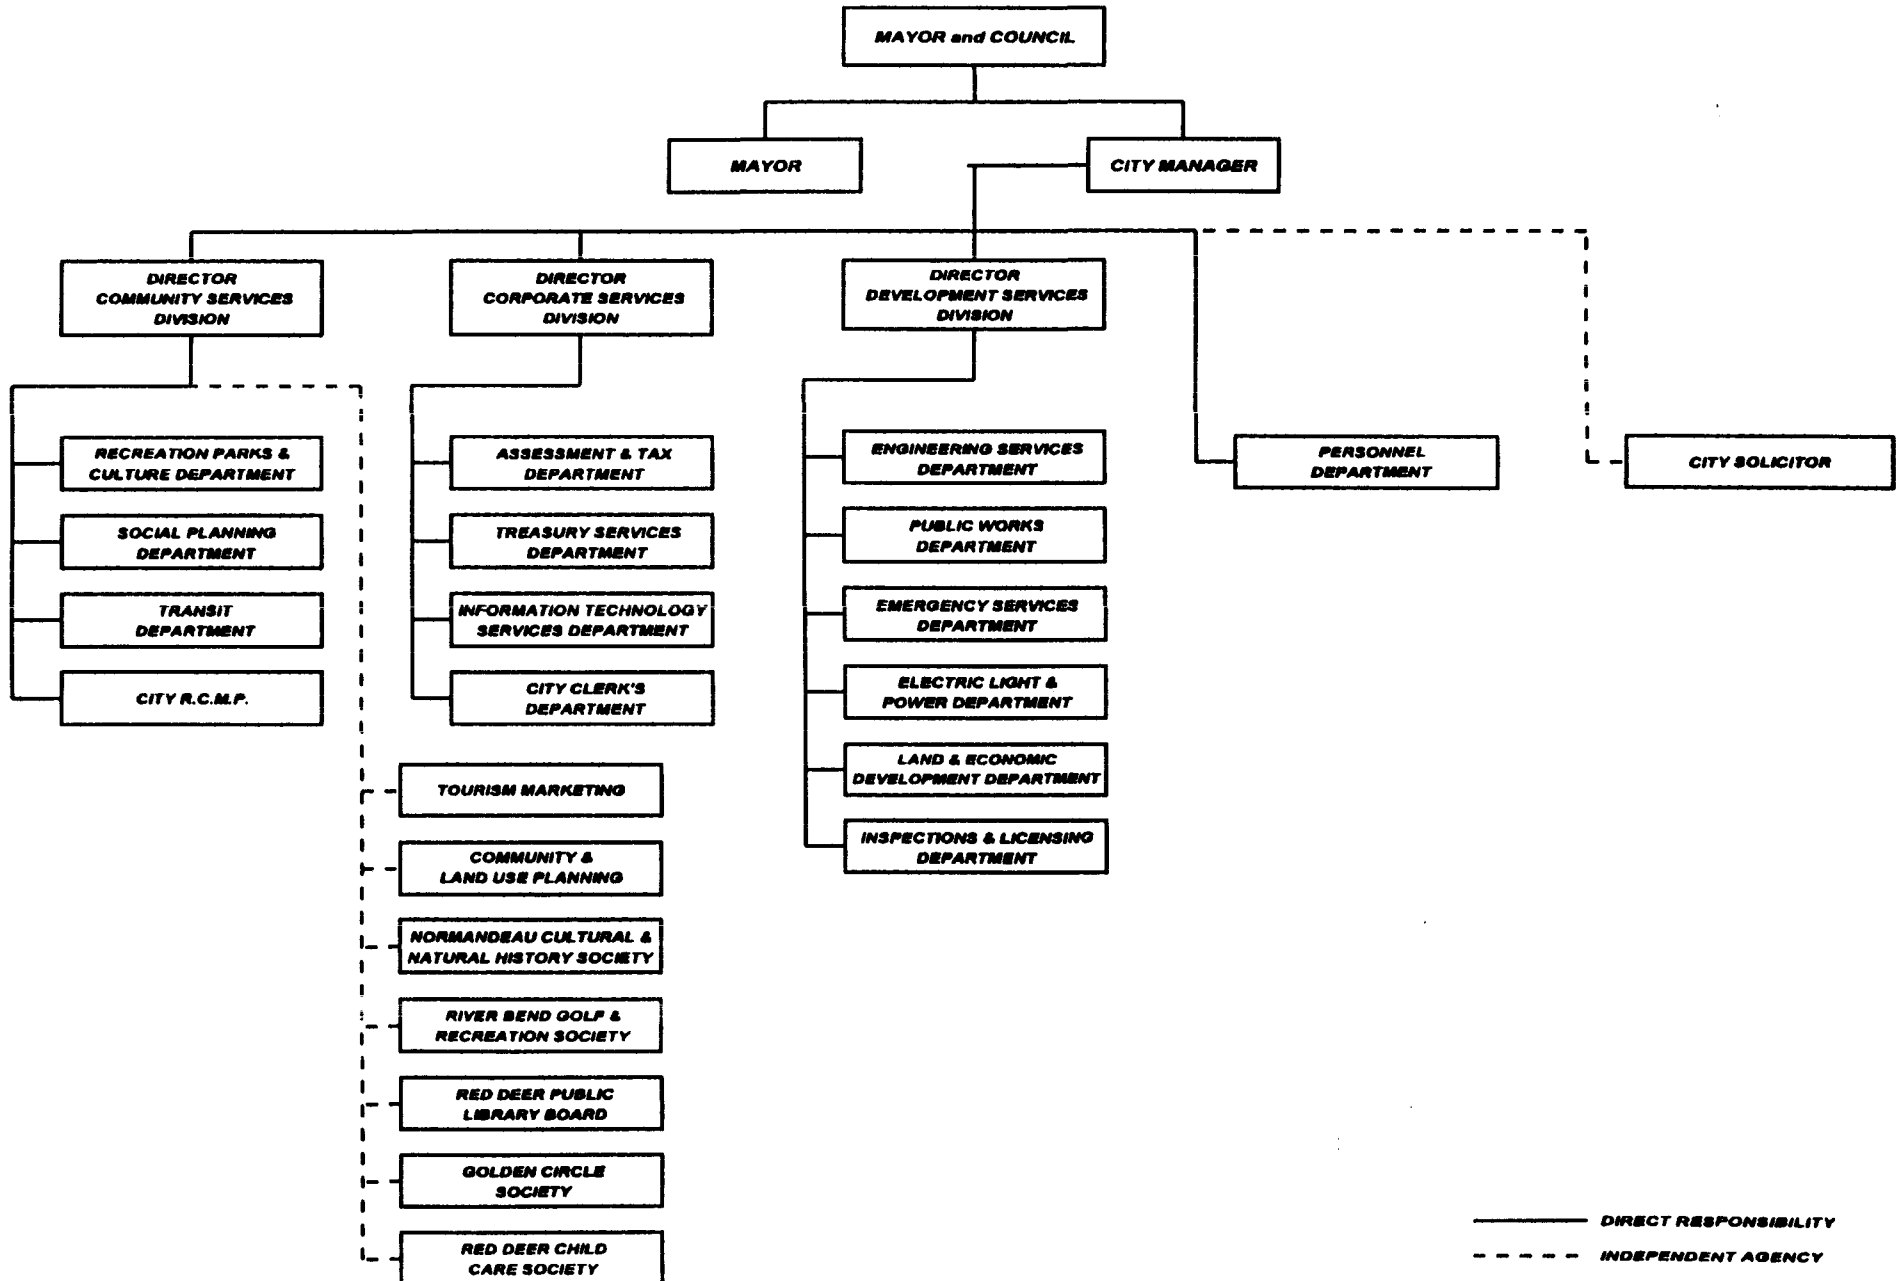 MAYOR and COUNCIL
MAYOR
CITY MANAGER
DIRECTOR
COMMUNITY SERVICES
DIVISION
DIRECTOR
CORPORATE SERVICES
DIVISION
DIRECTOR
DEVELOPMENT SERVICES
DIVISION
RECREATION PARKS &
CULTURE DEPARTMENT
SOCIAL PLANNING
DEPARTMENT
TRANSIT
DEPARTMENT
CITY R.C.M.P.
ASSESSMENT & TAX
DEPARTMENT
TREASURY SERVICES
DEPARTMENT
INFORMATION TECHNOLOGY
SERVICES DEPARTMENT
CITY CLERK'S
DEPARTMENT
ENGINEERING SERVICES
DEPARTMENT
PUBLIC WORKS
DEPARTMENT
EMERGENCY SERVICES
DEPARTMENT
ELECTRIC LIGHT &
POWER DEPARTMENT
LAND & ECONOMIC
DEVELOPMENT DEPARTMENT
INSPECTIONS & LICENSING
DEPARTMENT
PERSONNEL
DEPARTMENT
CITY SOLICITOR
TOURISM MARKETING
COMMUNITY &
LAND USE PLANNING
NORMANDEAU CULTURAL &
NATURAL HISTORY SOCIETY
RIVER BEND GOLF &
RECREATION SOCIETY
RED DEER PUBLIC
LIBRARY BOARD
GOLDEN CIRCLE
SOCIETY
RED DEER CHILD
CARE SOCIETY
DIRECT RESPONSIBILITY
INDEPENDENT AGENCY